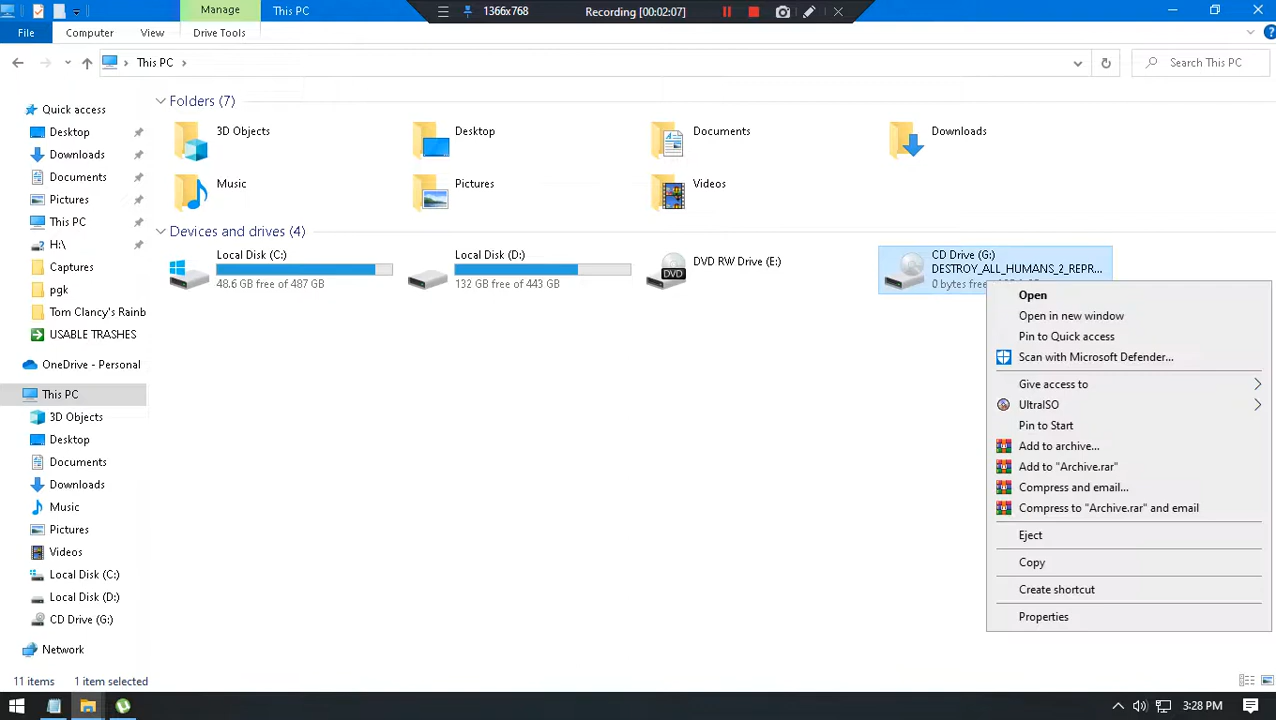 Manage
This PC
1366x768
Recording [00:02:07]
File
Computer
View
Drive Tools
This PC
Search This PC
Quick access
Desktop
Downloads
Documents
Pictures
This PC
H:\
Captures
pgk
Tom Clancy's Rainb
USABLE TRASHES
OneDrive - Personal
This PC
3D Objects
Desktop
Documents
Downloads
Music
Pictures
Videos
Local Disk (C:)
Local Disk (D:)
CD Drive (G:)
Network
Folders (7)
3D Objects
Desktop
Documents
Downloads
Music
Pictures
Videos
Devices and drives (4)
Local Disk (C:)
48.6 GB free of 487 GB
Local Disk (D:)
132 GB free of 443 GB
DVD RW Drive (E:)
DVD
CD Drive (G:)
DESTROY_ALL_HUMANS_2_REPR...
0 bytes free
Open
Open in new window
Pin to Quick access
Scan with Microsoft Defender...
Give access to
UltraISO
Pin to Start
Add to archive...
Add to "Archive.rar"
Compress and email...
Compress to "Archive.rar" and email
Eject
Copy
Create shortcut
Properties
11 items
1 item selected
3:28 PM